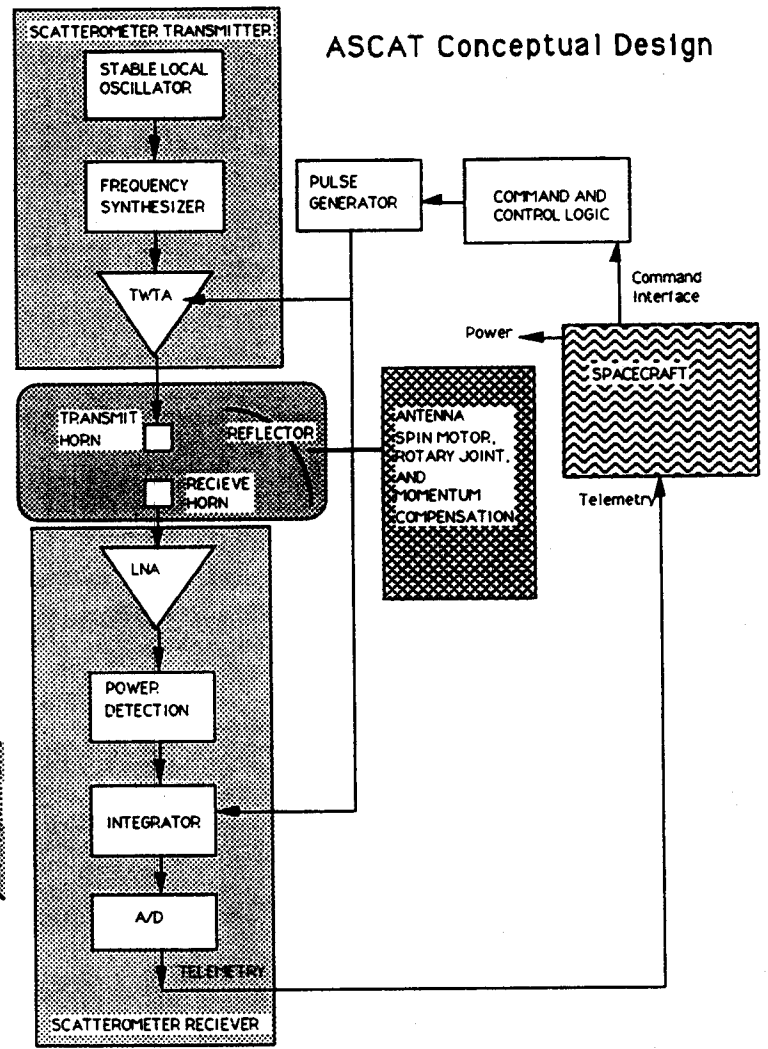 ASCAT Conceptual Design
SCATTEROMETER TRANSMITTER
STABLE LOCAL
OSCILLATOR
FREQUENCY
SYNTHESIZER
TWTA
PULSE
GENERATOR
COMMAND AND
CONTROL LOGIC
Command
Interface
Power
SPACECRAFT
TRANSMIT
HORN
REFLECTOR
RECIEVE
HORN
ANTENNA
SPIN MOTOR,
ROTARY JOINT,
AND
MOMENTUM
COMPENSATION
Telemetry
LNA
POWER
DETECTION
INTEGRATOR
A/D
TELEMETRY
SCATTEROMETER RECIEVER